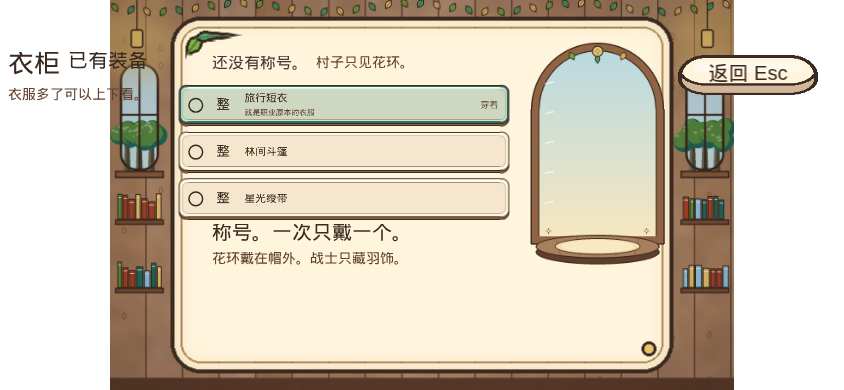 衣柜 已有装备
衣服多了可以上下看。
还没有称号。 村子只见花环。
整 旅行短衣 穿着
就是职业原本的衣服
整 林间斗篷
整 星光绶带
称号。一次只戴一个。
花环戴在帽外。战士只藏羽饰。
返回 Esc